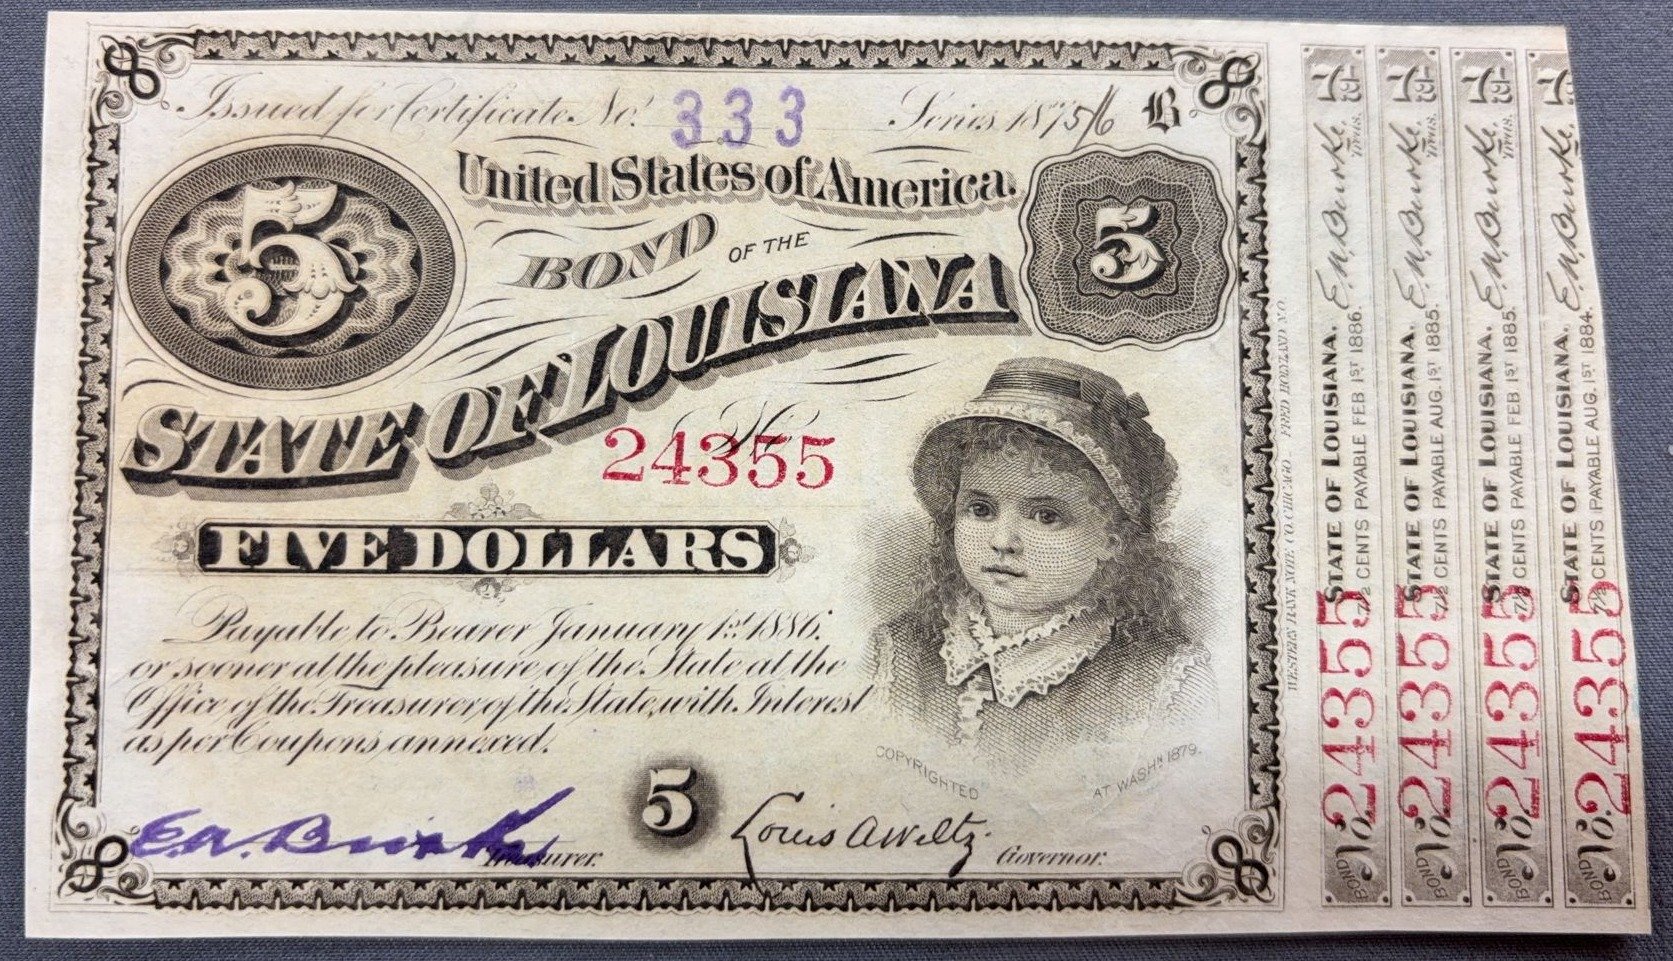 Issued for Certificate No. 333 Series 1875/6 B
United States of America.
5
BOND OF THE
5
STATE OF LOUISIANA
No
24355
FIVE DOLLARS
Payable to Bearer January 1st 1886.
or sooner at the pleasure of the State at the
Office of the Treasurer of the State, with Interest
as per Coupons annexed.
COPYRIGHTED AT WASHN 1879.
5
E.A. Burke Treasurer.
Louis A Wiltz Governor.
WESTERN BANK NOTE CO. CHICAGO.
BOND No. 24355 STATE OF LOUISIANA. E.A. Burke, Treas.
7½ CENTS PAYABLE FEB 1ST 1886.
BOND No. 24355 STATE OF LOUISIANA. E.A. Burke, Treas.
7½ CENTS PAYABLE AUG. 1ST 1885.
BOND No. 24355 STATE OF LOUISIANA. E.A. Burke, Treas.
7½ CENTS PAYABLE FEB 1ST 1885.
BOND No. 24355 STATE OF LOUISIANA. E.A. Burke,
7½ CENTS PAYABLE AUG. 1ST 1884.